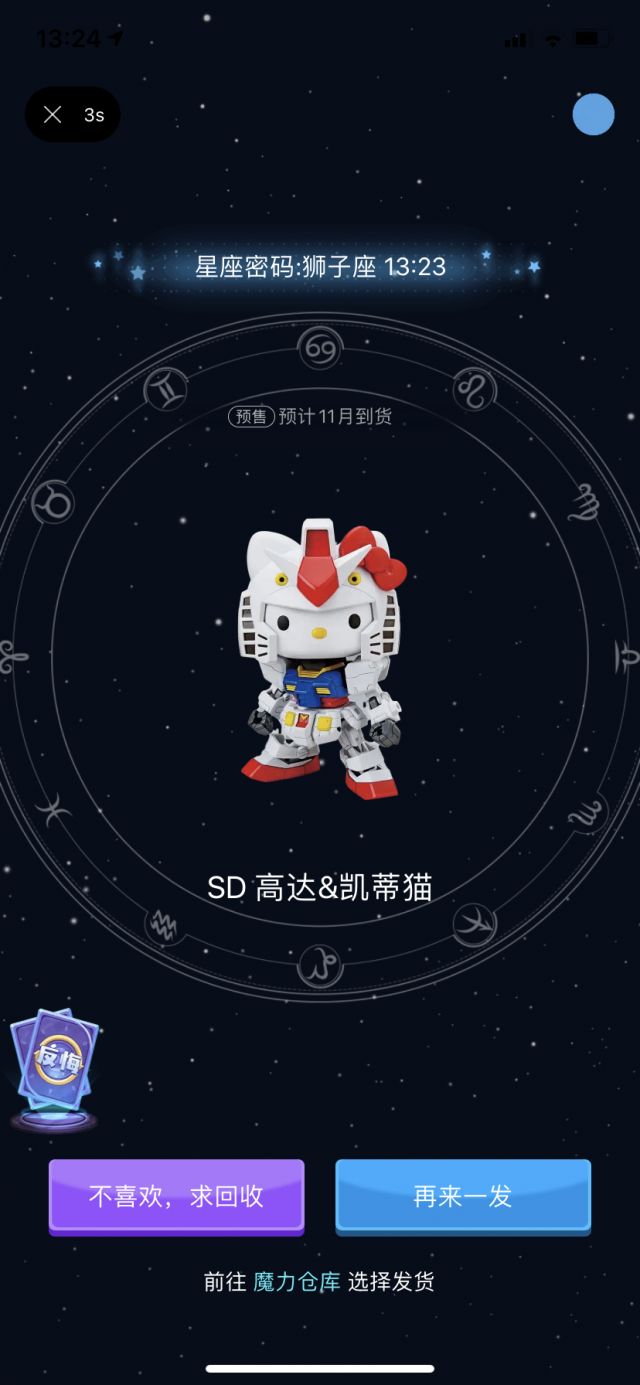 13:24
3s
星座密码:狮子座 13:23
预售 预计11月到货
SD 高达&凯蒂猫
反悔
不喜欢，求回收
再来一发
前往 魔力仓库 选择发货